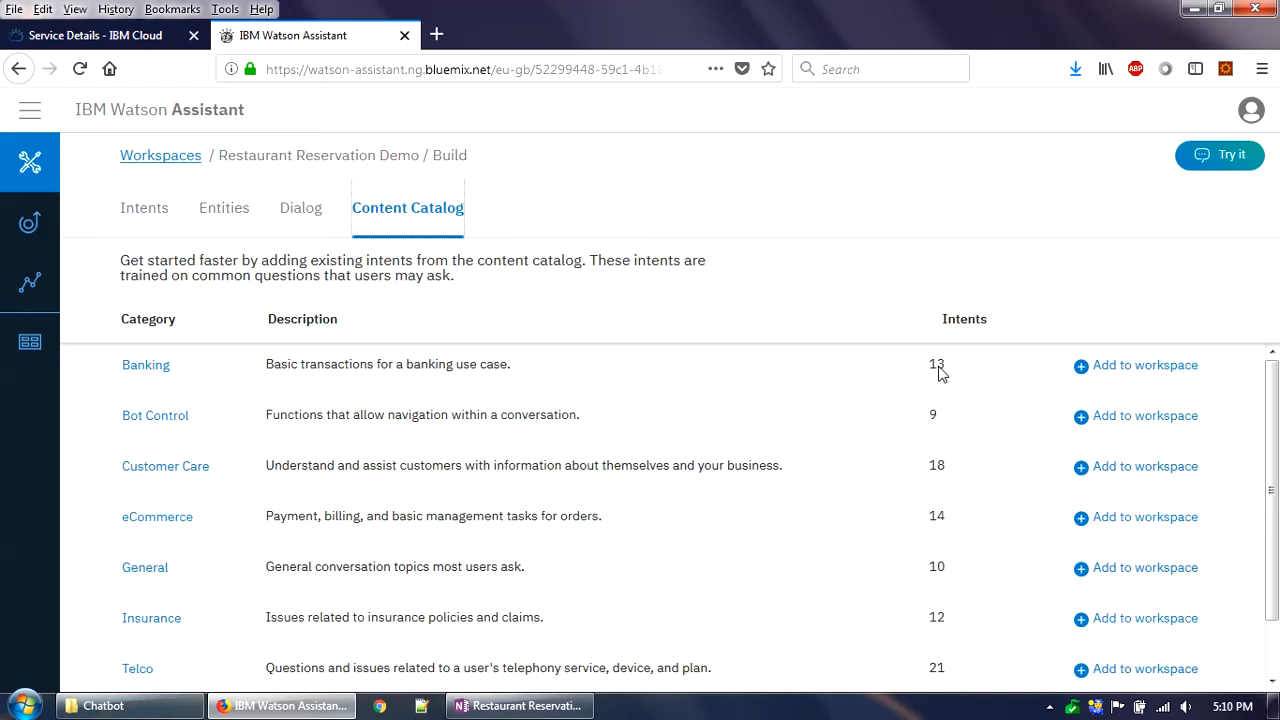 File Edit View History Bookmarks Tools Help
Service Details - IBM Cloud
IBM Watson Assistant
https://watson-assistant.ng.bluemix.net/eu-gb/52299448-59c1-4b18
Search
ABP
IBM Watson Assistant
Workspaces / Restaurant Reservation Demo / Build
Try it
Intents Entities Dialog Content Catalog
Get started faster by adding existing intents from the content catalog. These intents are
trained on common questions that users may ask.
Category Description Intents
Banking Basic transactions for a banking use case. 13 Add to workspace
Bot Control Functions that allow navigation within a conversation. 9 Add to workspace
Customer Care Understand and assist customers with information about themselves and your business. 18 Add to workspace
eCommerce Payment, billing, and basic management tasks for orders. 14 Add to workspace
General General conversation topics most users ask. 10 Add to workspace
Insurance Issues related to insurance policies and claims. 12 Add to workspace
Telco Questions and issues related to a user's telephony service, device, and plan. 21 Add to workspace
Chatbot IBM Watson Assistan... Restaurant Reservati... 5:10 PM